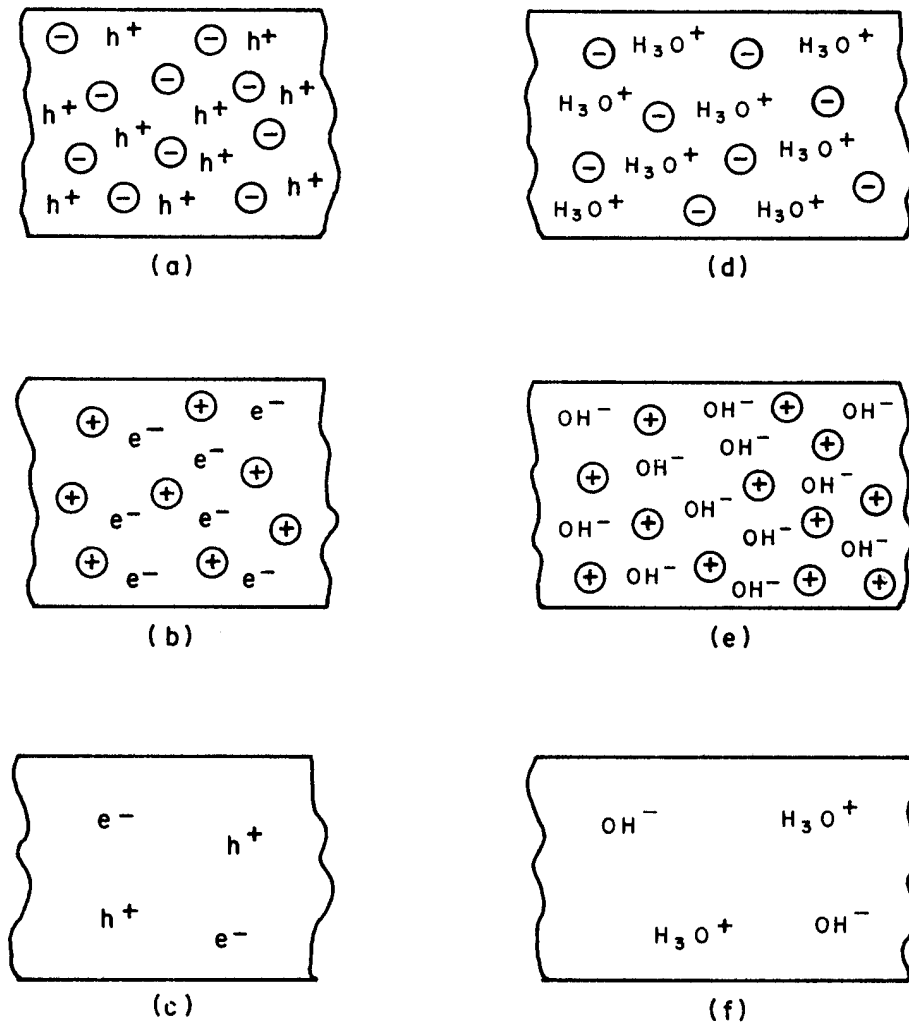 ⊖ h⁺ ⊖ h⁺
⊖ ⊖ ⊖ h⁺
h⁺ h⁺ h⁺
⊖ ⊖ h⁺ ⊖
h⁺ ⊖ h⁺ ⊖ h⁺
(a)
⊖ H₃O⁺ ⊖ H₃O⁺
H₃O⁺ ⊖ H₃O⁺ ⊖
⊖ H₃O⁺ ⊖ H₃O⁺
H₃O⁺ ⊖ H₃O⁺ ⊖
(d)
⊕ e⁻ ⊕ e⁻
e⁻ ⊕
⊕ e⁻ ⊕ e⁻ ⊕
⊕ e⁻ ⊕ e⁻
(b)
OH⁻ ⊕ OH⁻ ⊕ OH⁻
OH⁻ OH⁻ ⊕
⊕ OH⁻ ⊕ OH⁻ ⊕
OH⁻ ⊕ OH⁻ ⊕ OH⁻
⊕ OH⁻ ⊕ OH⁻ ⊕ ⊕
(e)
e⁻ h⁺
h⁺ e⁻
(c)
OH⁻ H₃O⁺
H₃O⁺ OH⁻
(f)